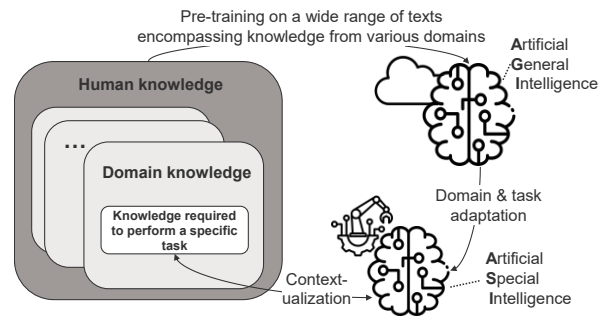 Pre-training on a wide range of texts
encompassing knowledge from various domains
Human knowledge
...
Domain knowledge
Knowledge required
to perform a specific
task
Artificial
General
Intelligence
Domain & task
adaptation
Context-
ualization
Artificial
Special
Intelligence